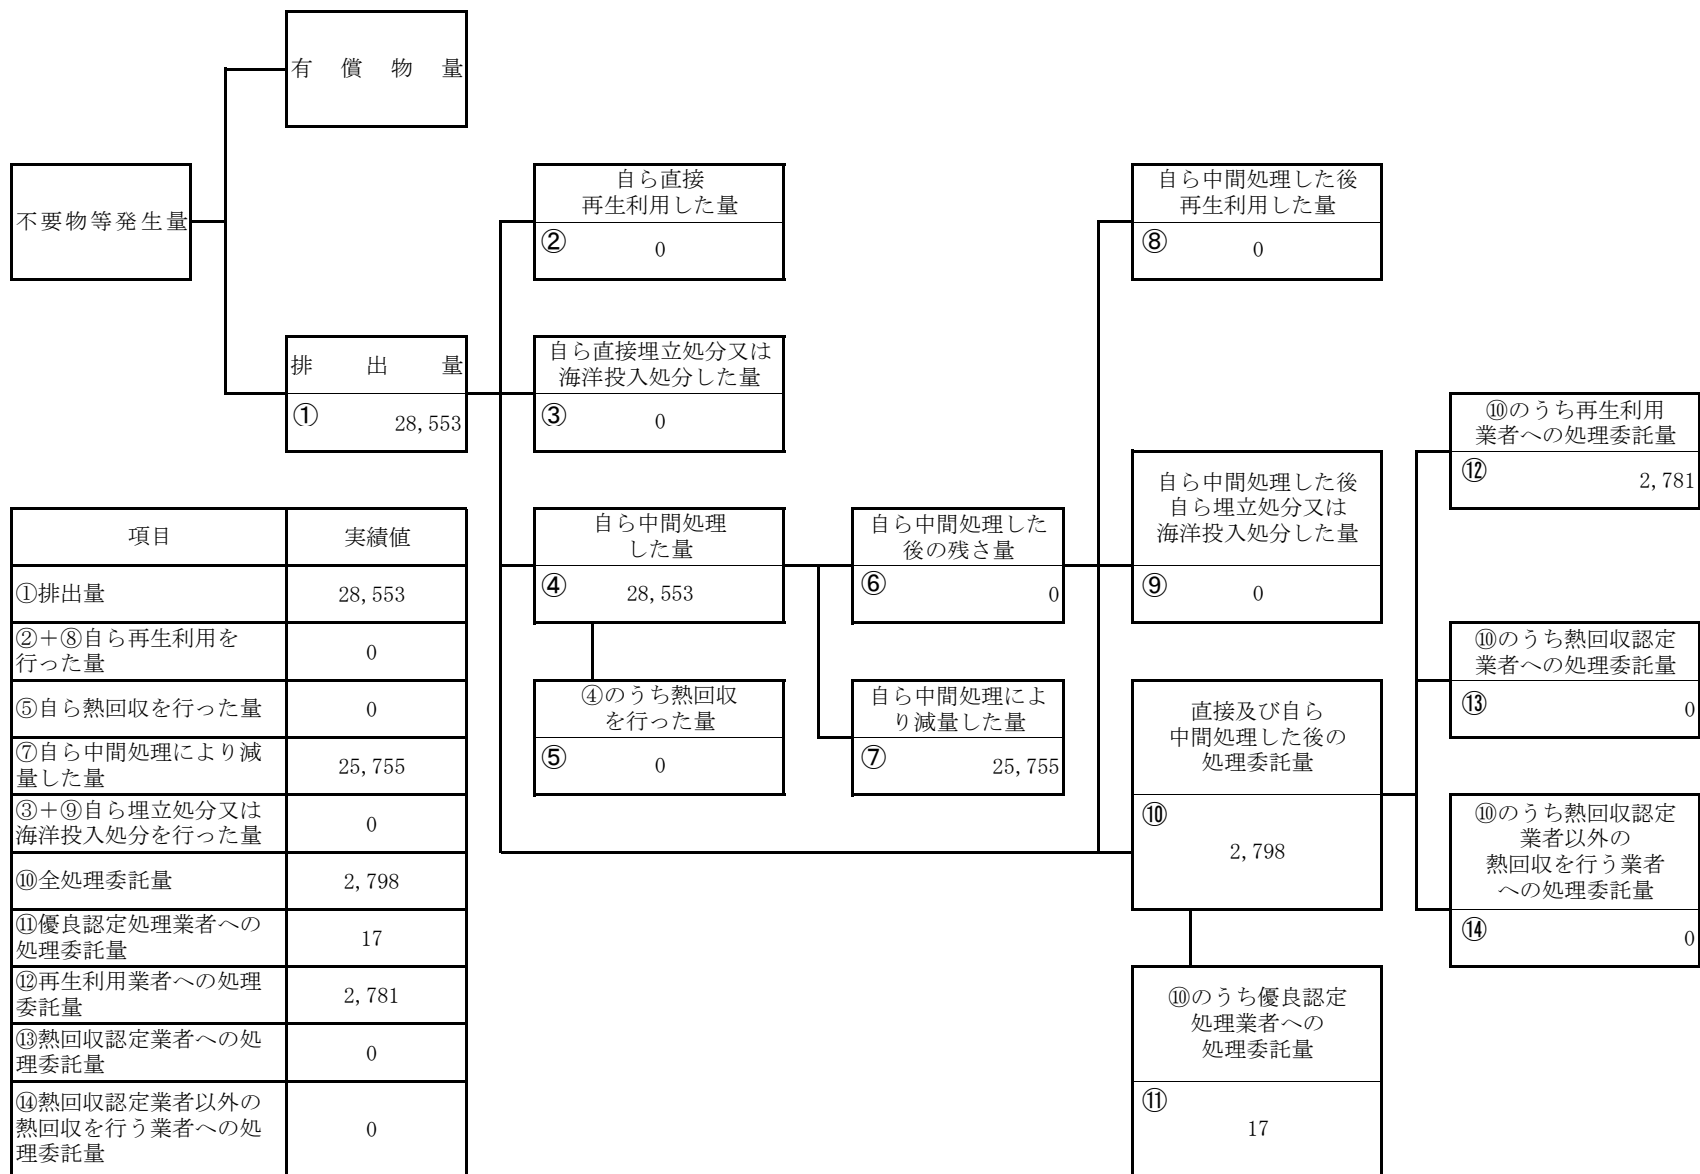 有償物量
不要物等発生量
排出量
① 28,553
自ら直接
再生利用した量
② 0
自ら直接埋立処分又は
海洋投入処分した量
③ 0
自ら中間処理
した量
④ 28,553
④のうち熱回収
を行った量
⑤ 0
自ら中間処理した
後の残さ量
⑥ 0
自ら中間処理によ
り減量した量
⑦ 25,755
自ら中間処理した後
再生利用した量
⑧ 0
自ら中間処理した後
自ら埋立処分又は
海洋投入処分した量
⑨ 0
直接及び自ら
中間処理した後の
処理委託量
⑩
2,798
⑩のうち優良認定
処理業者への
処理委託量
⑪
17
⑩のうち再生利用
業者への処理委託量
⑫ 2,781
⑩のうち熱回収認定
業者への処理委託量
⑬ 0
⑩のうち熱回収認定
業者以外の
熱回収を行う業者
への処理委託量
⑭ 0
項目 実績値
①排出量 28,553
②+⑧自ら再生利用を
行った量 0
⑤自ら熱回収を行った量 0
⑦自ら中間処理により減
量した量 25,755
③+⑨自ら埋立処分又は
海洋投入処分を行った量 0
⑩全処理委託量 2,798
⑪優良認定処理業者への
処理委託量 17
⑫再生利用業者への処理
委託量 2,781
⑬熱回収認定業者への処
理委託量 0
⑭熱回収認定業者以外の
熱回収を行う業者への処
理委託量 0